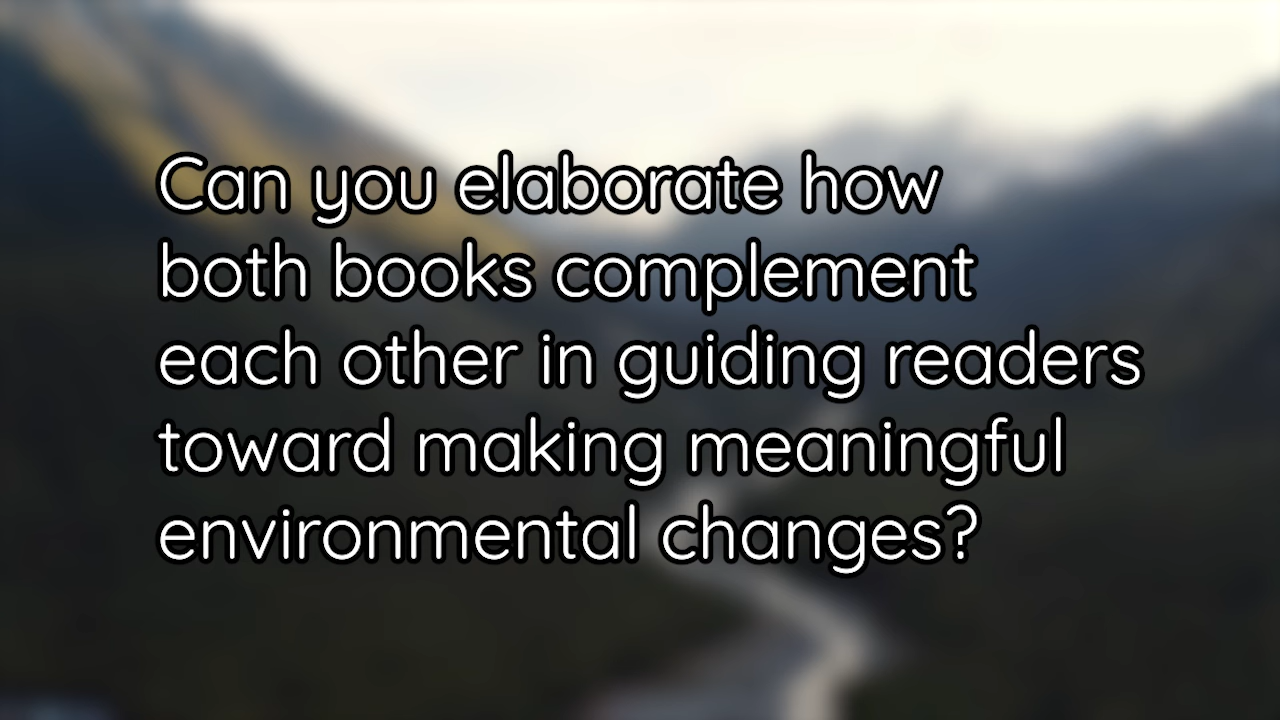 Can you elaborate how
both books complement
each other in guiding readers
toward making meaningful
environmental changes?